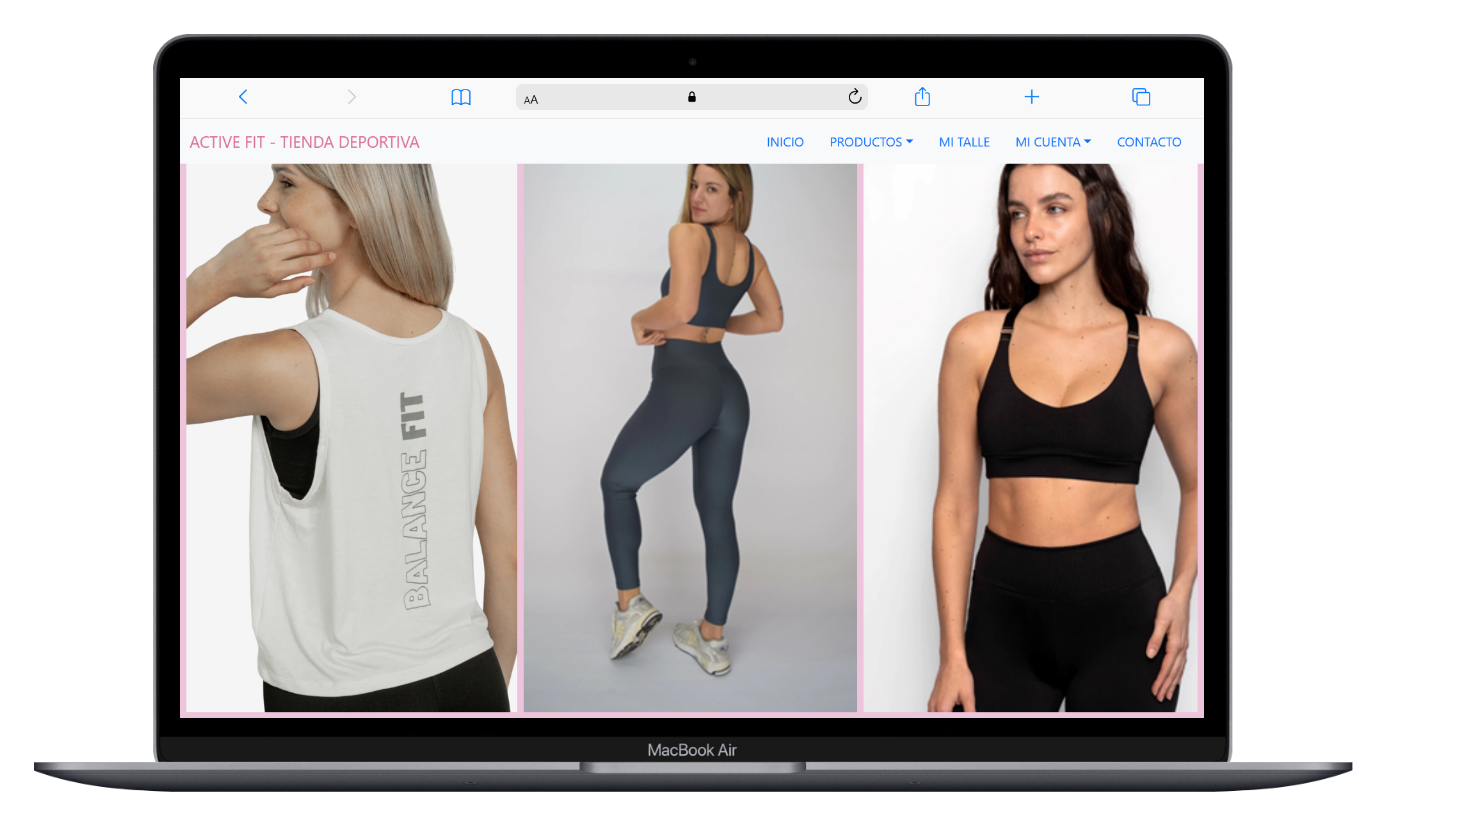 AA
ACTIVE FIT - TIENDA DEPORTIVA
INICIO
PRODUCTOS
MI TALLE
MI CUENTA
CONTACTO
BALANCE FIT
MacBook Air